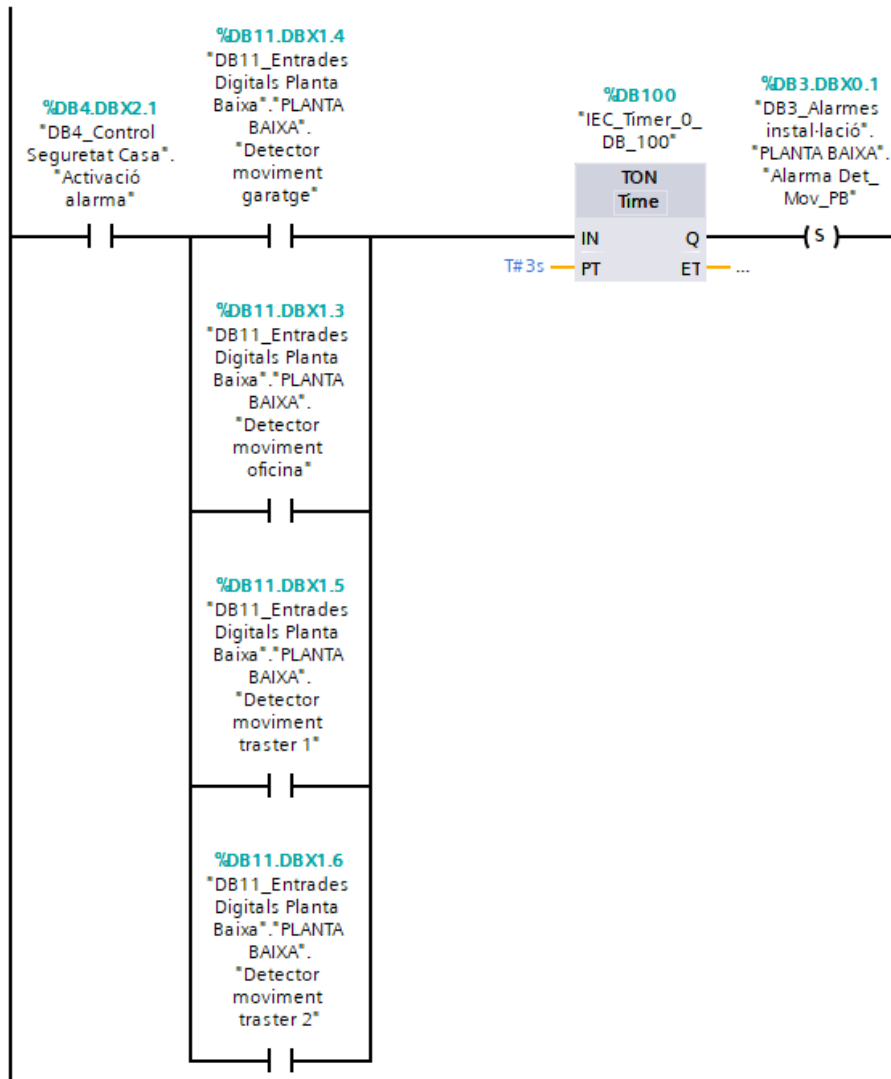 %DB4.DBX2.1
"DB4_Control
Seguretat Casa".
"Activació
alarma"
%DB11.DBX1.4
"DB11_Entrades
Digitals Planta
Baixa"."PLANTA
BAIXA".
"Detector
moviment
garatge"
%DB100
"IEC_Timer_0_
DB_100"
TON
Time
IN
Q
T#3s
PT
ET
...
%DB3.DBX0.1
"DB3_Alarmes
instal·lació".
"PLANTA BAIXA".
"Alarma Det_
Mov_PB"
S
%DB11.DBX1.3
"DB11_Entrades
Digitals Planta
Baixa"."PLANTA
BAIXA".
"Detector
moviment
oficina"
%DB11.DBX1.5
"DB11_Entrades
Digitals Planta
Baixa"."PLANTA
BAIXA".
"Detector
moviment
traster 1"
%DB11.DBX1.6
"DB11_Entrades
Digitals Planta
Baixa"."PLANTA
BAIXA".
"Detector
moviment
traster 2"